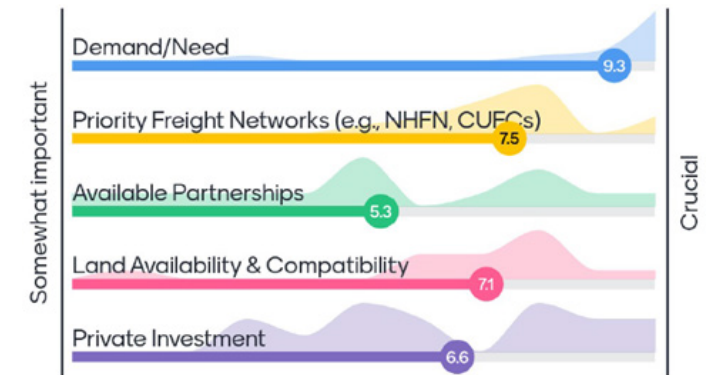 Somewhat important
Demand/Need
9.3
Priority Freight Networks (e.g., NHFN, CUFCs)
7.5
Available Partnerships
5.3
Land Availability & Compatibility
7.1
Private Investment
6.6
Crucial